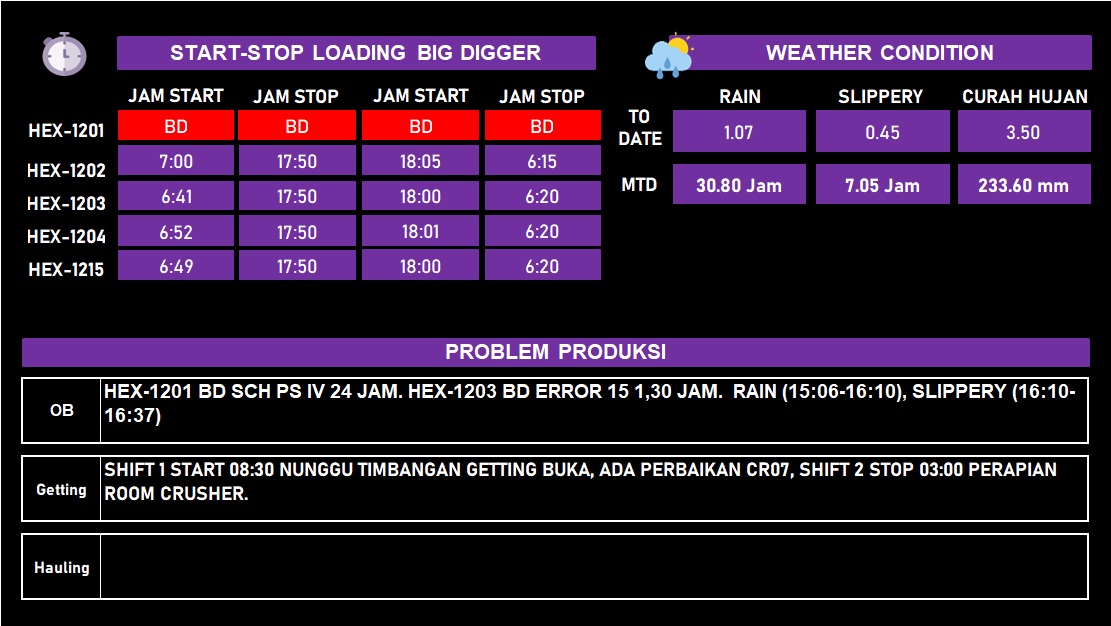 START-STOP LOADING BIG DIGGER
JAM START JAM STOP JAM START JAM STOP
HEX-1201 BD BD BD BD
HEX-1202 7:00 17:50 18:05 6:15
HEX-1203 6:41 17:50 18:00 6:20
HEX-1204 6:52 17:50 18:01 6:20
HEX-1215 6:49 17:50 18:00 6:20
WEATHER CONDITION
RAIN SLIPPERY CURAH HUJAN
TO
DATE 1.07 0.45 3.50
MTD 30.80 Jam 7.05 Jam 233.60 mm
PROBLEM PRODUKSI
OB
HEX-1201 BD SCH PS IV 24 JAM. HEX-1203 BD ERROR 15 1,30 JAM. RAIN (15:06-16:10), SLIPPERY (16:10-
16:37)
Getting
SHIFT 1 START 08:30 NUNGGU TIMBANGAN GETTING BUKA, ADA PERBAIKAN CR07, SHIFT 2 STOP 03:00 PERAPIAN
ROOM CRUSHER.
Hauling